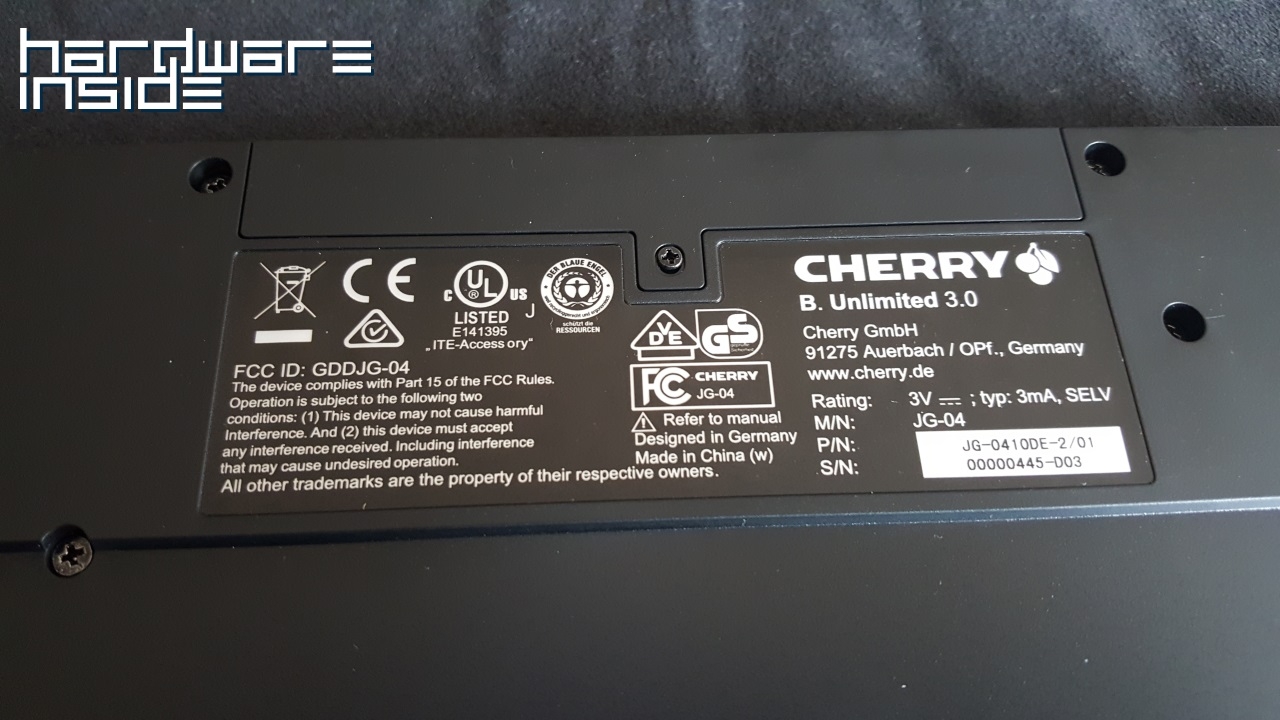 hardware
inside
CE
C UL US
®
LISTED J
E141395
„ITE-Access ory"
DER BLAUE ENGEL
schützt die
RESSOURCEN
FCC ID: GDDJG-04
The device complies with Part 15 of the FCC Rules.
Operation is subject to the following two
conditions: (1) This device may not cause harmful
Interference. And (2) this device must accept
any interference received. Including interference
that may cause undesired operation.
All other trademarks are the property of their respective owners.
VDE
GS
geprüfte
Sicherheit
FC CHERRY
JG-04
Refer to manual
Designed in Germany
Made in China (w)
CHERRY
B. Unlimited 3.0
Cherry GmbH
91275 Auerbach / OPf., Germany
www.cherry.de
Rating: 3V ⎓ ; typ: 3mA, SELV
M/N: JG-04
P/N: JG-0410DE-2/01
S/N: 00000445-D03